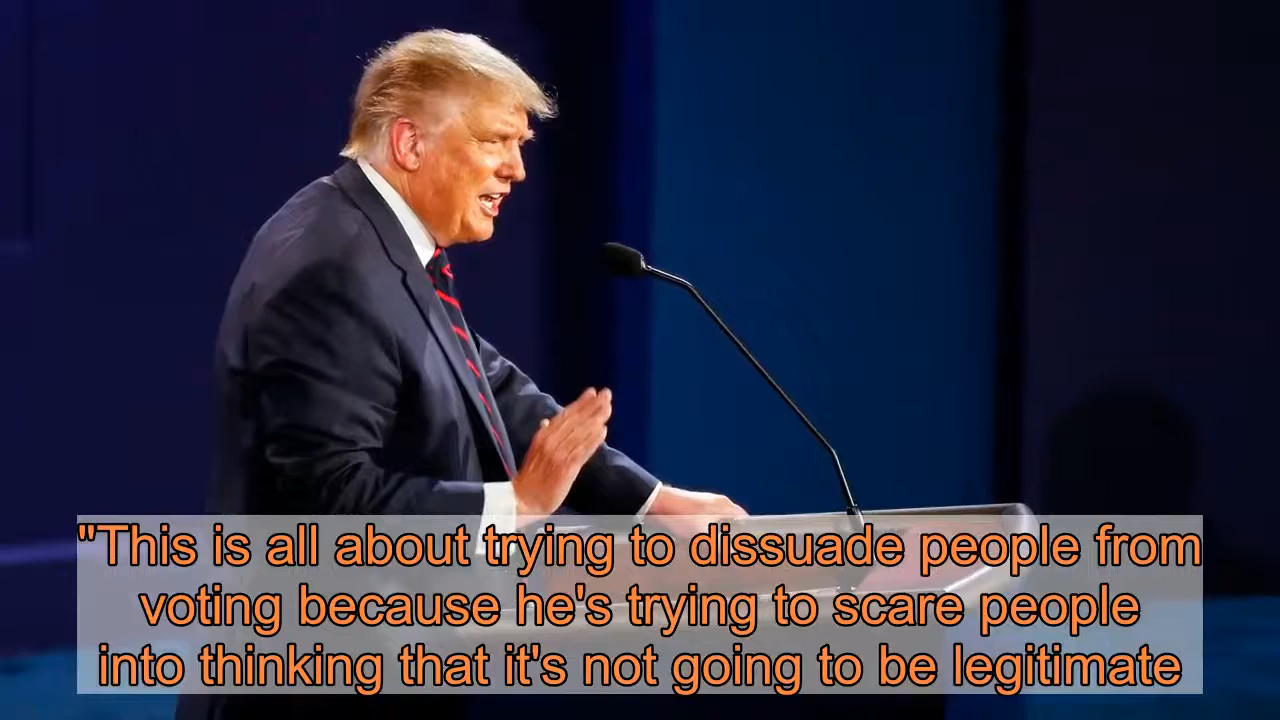 "This is all about trying to dissuade people from
voting because he's trying to scare people
into thinking that it's not going to be legitimate